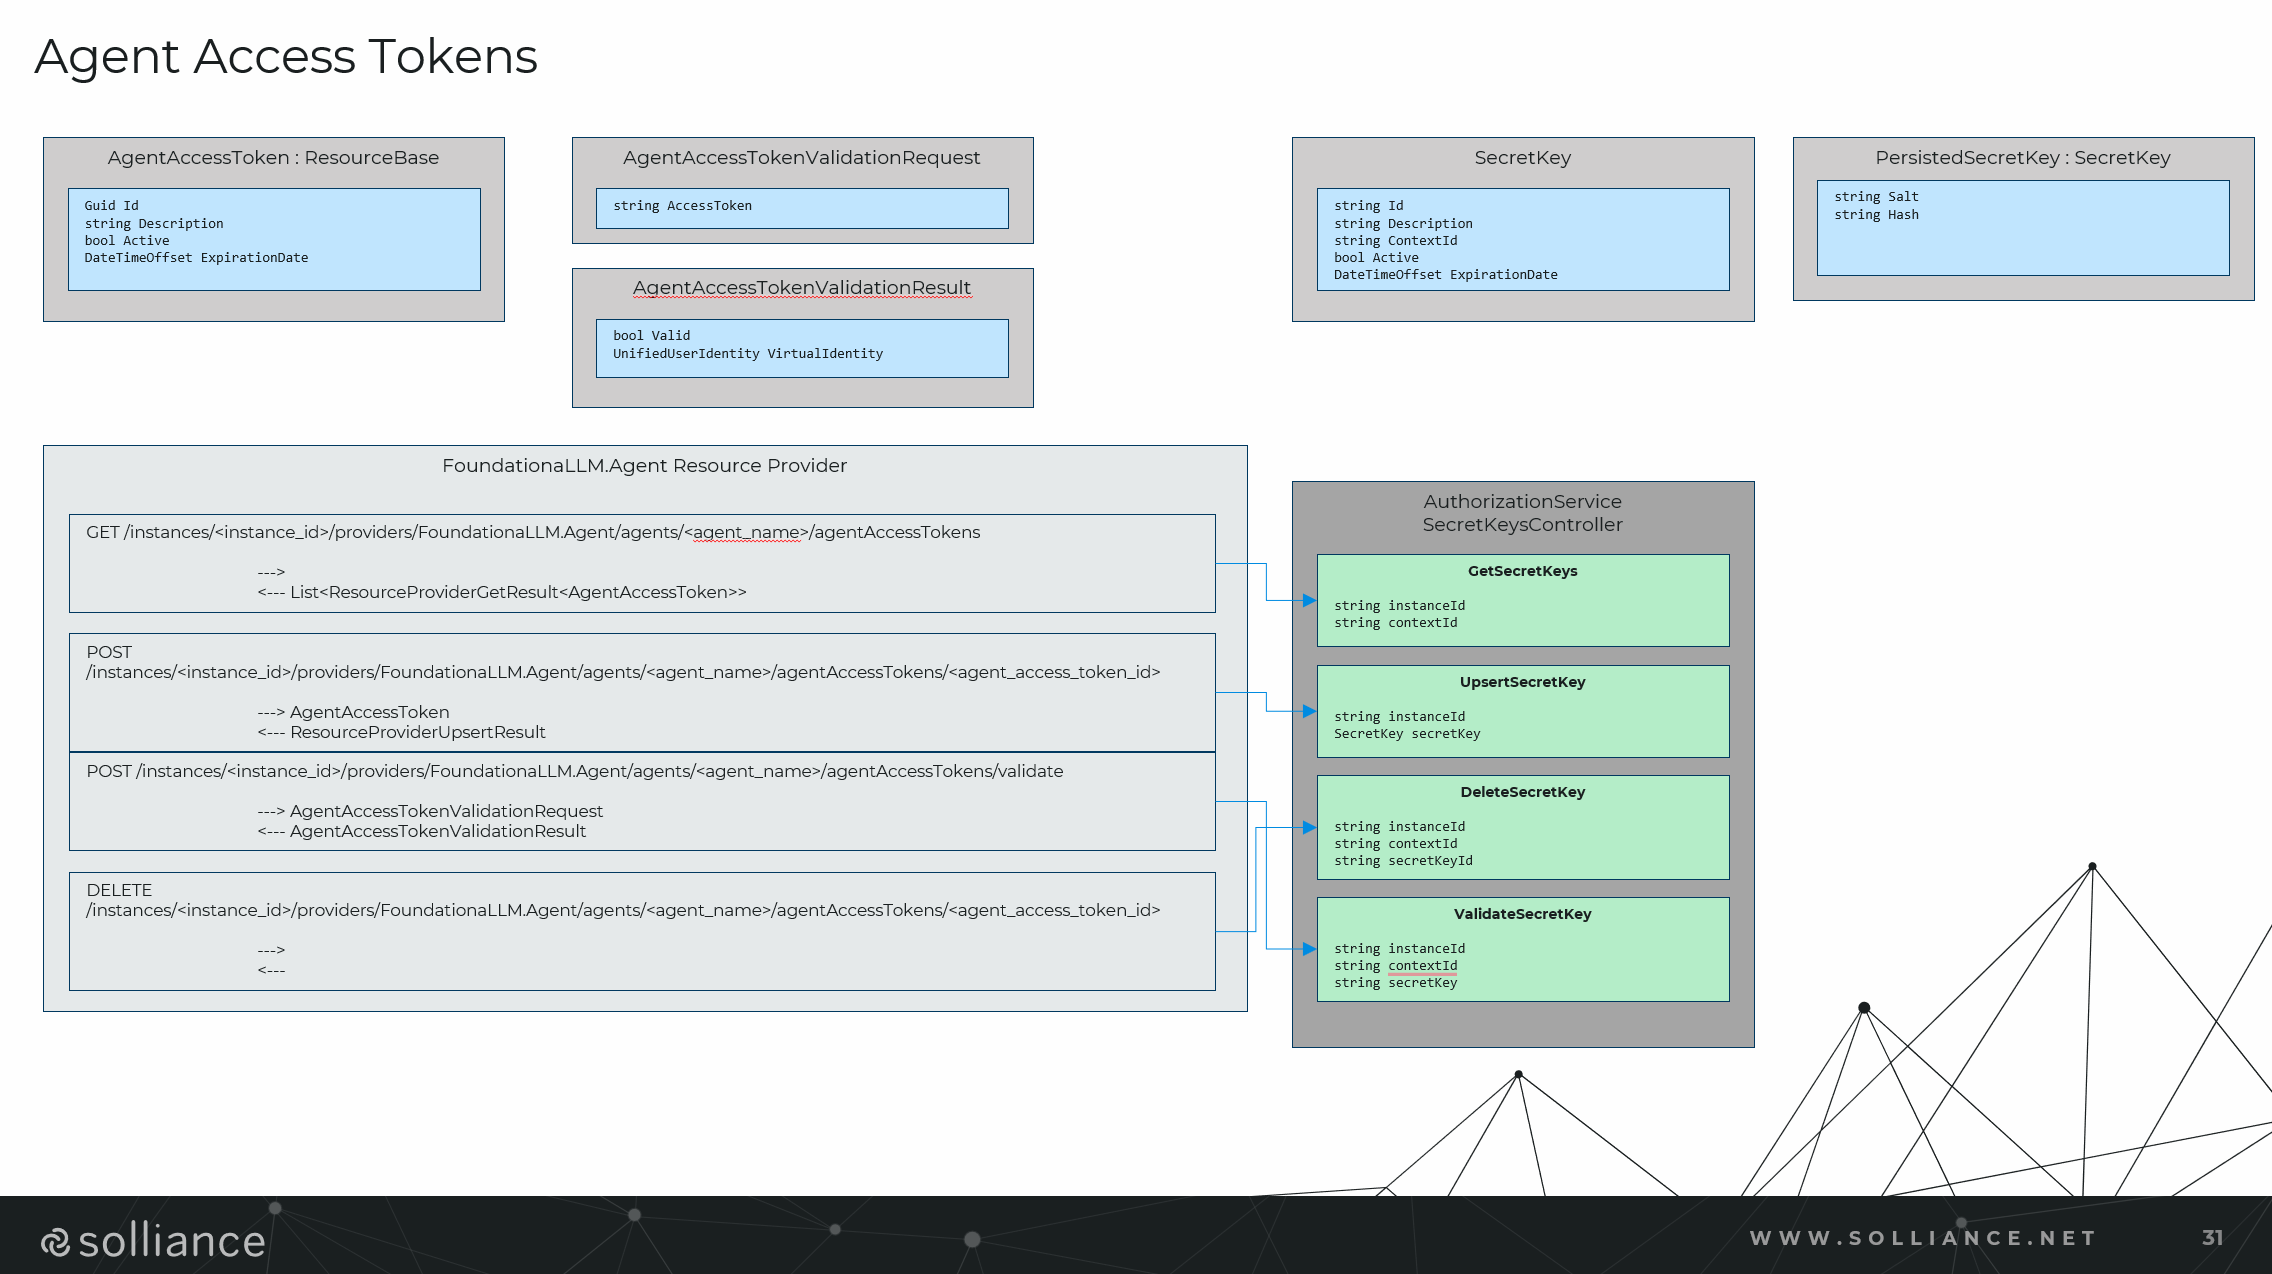 Agent Access Tokens
AgentAccessToken : ResourceBase
Guid Id
string Description
bool Active
DateTimeOffset ExpirationDate
AgentAccessTokenValidationRequest
string AccessToken
AgentAccessTokenValidationResult
bool Valid
UnifiedUserIdentity VirtualIdentity
SecretKey
string Id
string Description
string ContextId
bool Active
DateTimeOffset ExpirationDate
PersistedSecretKey : SecretKey
string Salt
string Hash
FoundationaLLM.Agent Resource Provider
GET /instances/<instance_id>/providers/FoundationaLLM.Agent/agents/<agent_name>/agentAccessTokens
--->
<--- List<ResourceProviderGetResult<AgentAccessToken>>
POST
/instances/<instance_id>/providers/FoundationaLLM.Agent/agents/<agent_name>/agentAccessTokens/<agent_access_token_id>
---> AgentAccessToken
<--- ResourceProviderUpsertResult
POST /instances/<instance_id>/providers/FoundationaLLM.Agent/agents/<agent_name>/agentAccessTokens/validate
---> AgentAccessTokenValidationRequest
<--- AgentAccessTokenValidationResult
DELETE
/instances/<instance_id>/providers/FoundationaLLM.Agent/agents/<agent_name>/agentAccessTokens/<agent_access_token_id>
--->
<---
AuthorizationService
SecretKeysController
GetSecretKeys
string instanceId
string contextId
UpsertSecretKey
string instanceId
SecretKey secretKey
DeleteSecretKey
string instanceId
string contextId
string secretKeyId
ValidateSecretKey
string instanceId
string contextId
string secretKey
solliance
WWW.SOLLIANCE.NET
31